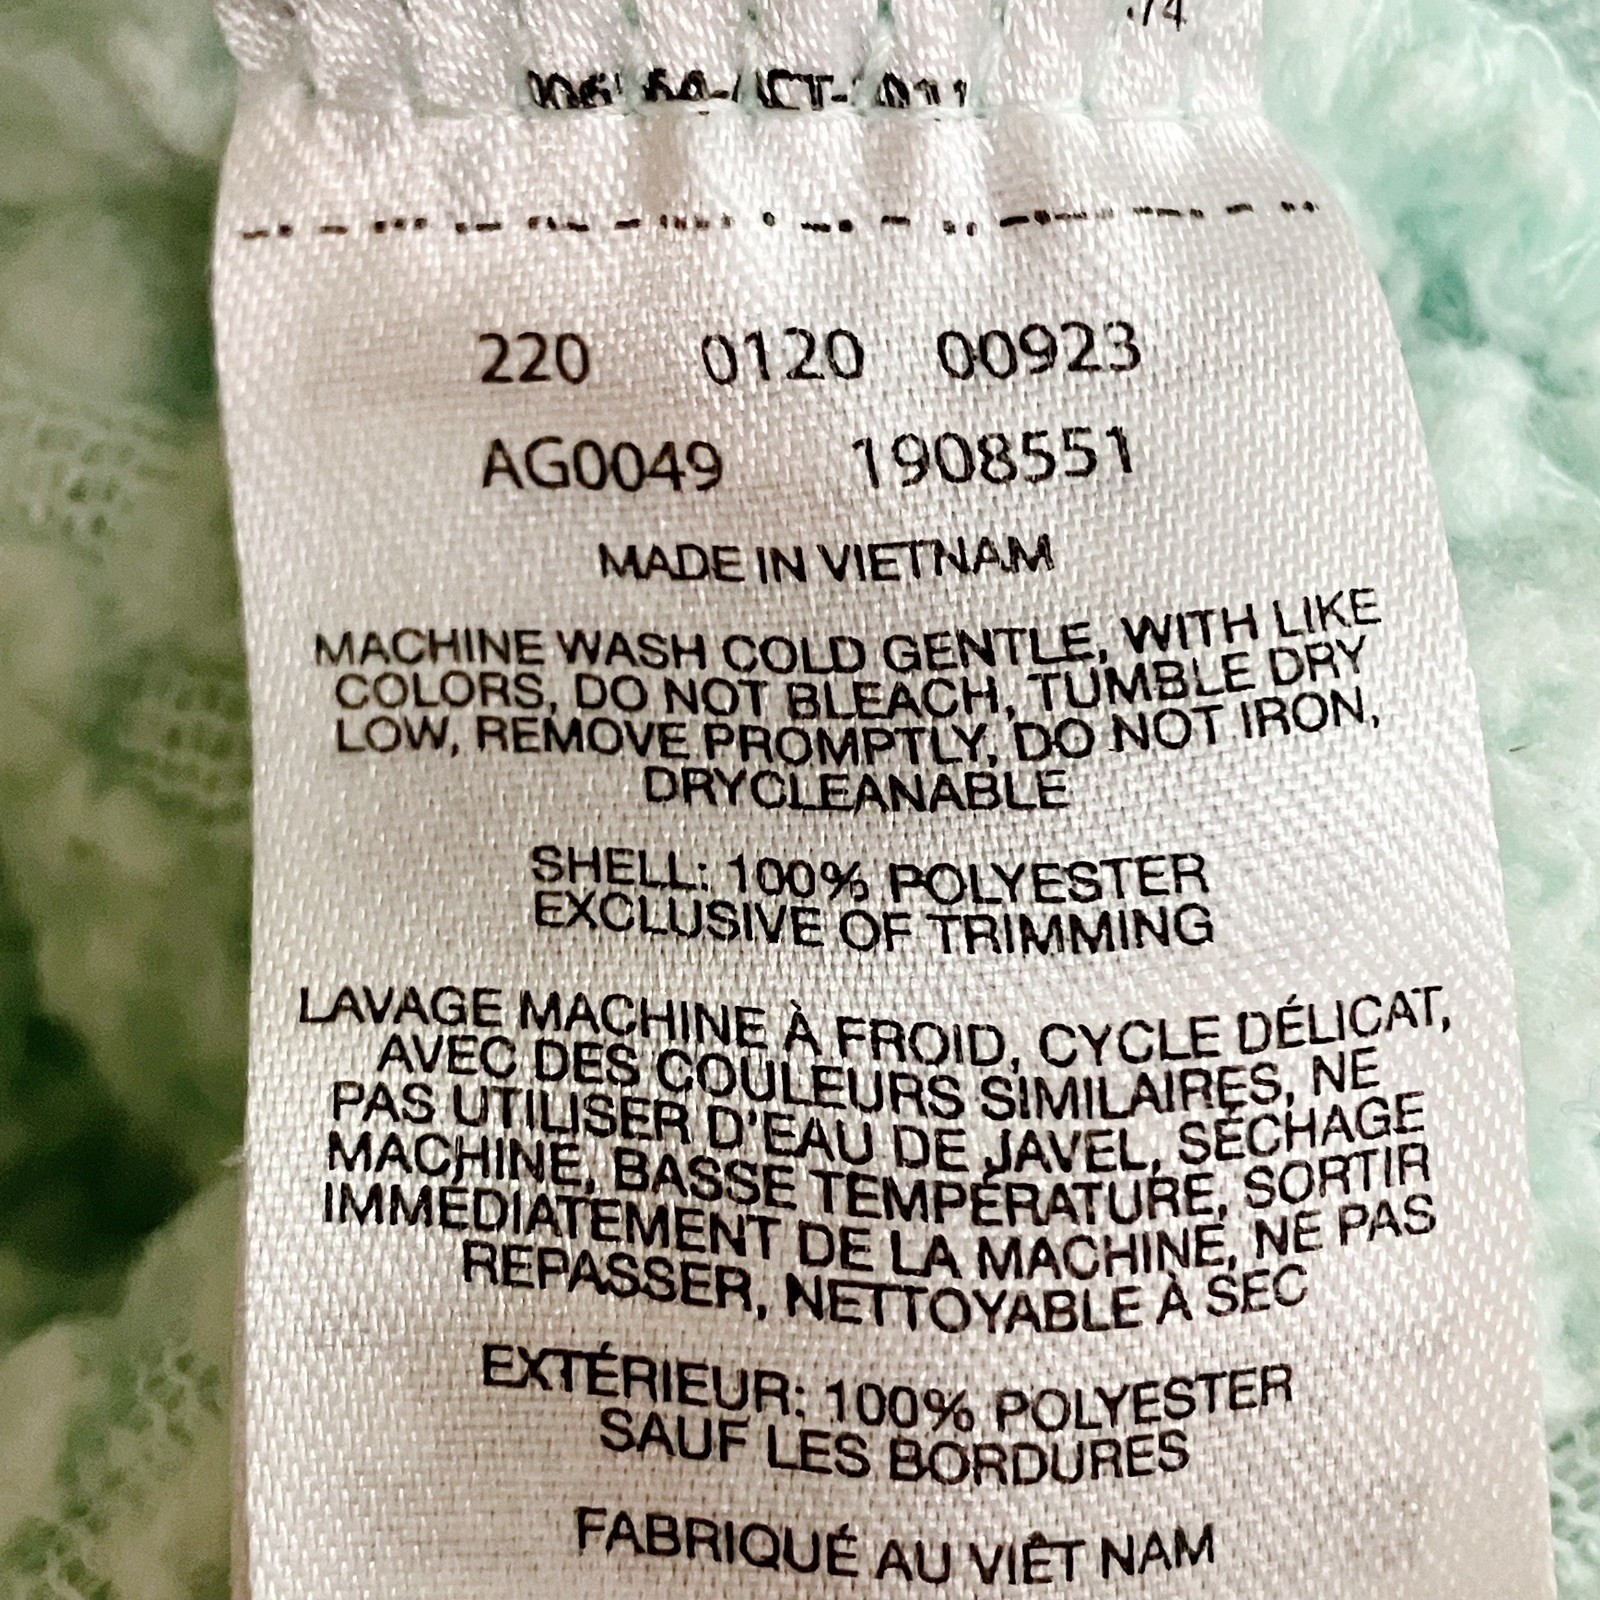 220 0120 00923
AG0049 1908551
MADE IN VIETNAM
MACHINE WASH COLD GENTLE, WITH LIKE
COLORS, DO NOT BLEACH, TUMBLE DRY
LOW, REMOVE PROMPTLY, DO NOT IRON,
DRYCLEANABLE
SHELL: 100% POLYESTER
EXCLUSIVE OF TRIMMING
LAVAGE MACHINE À FROID, CYCLE DÉLICAT,
AVEC DES COULEURS SIMILAIRES, NE
PAS UTILISER D'EAU DE JAVEL, SÉCHAGE
MACHINE, BASSE TEMPÉRATURE, SORTIR
IMMÉDIATEMENT DE LA MACHINE, NE PAS
REPASSER, NETTOYABLE À SEC
EXTÉRIEUR: 100% POLYESTER
SAUF LES BORDURES
FABRIQUÉ AU VIÊT NAM